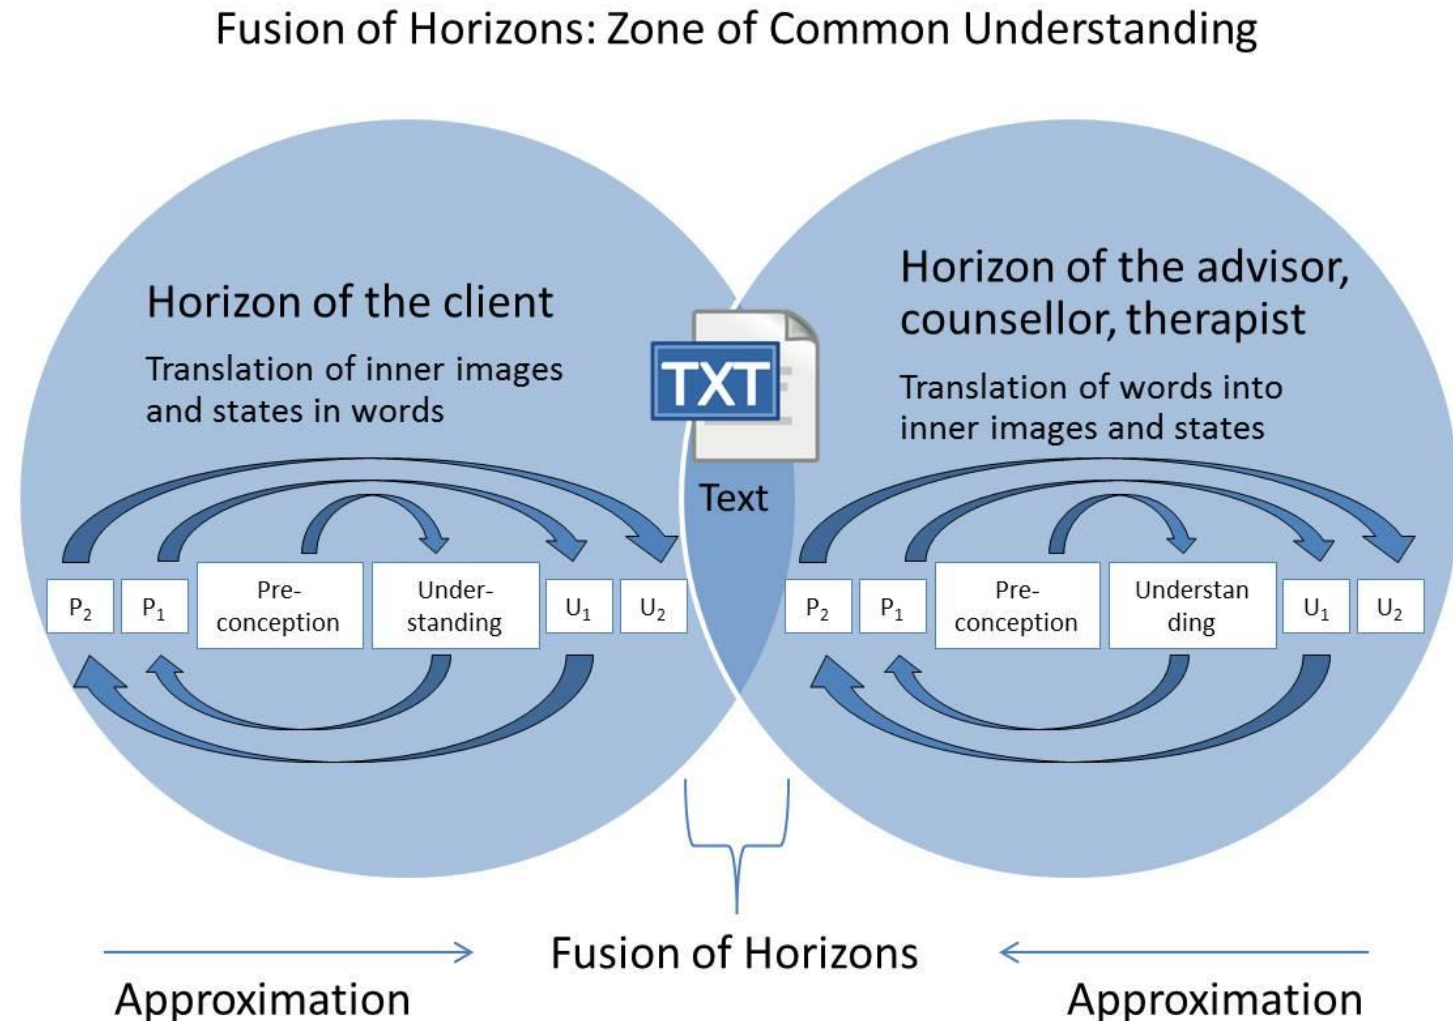 Fusion of Horizons: Zone of Common Understanding
Horizon of the client
Translation of inner images
and states in words
P₂
P₁
Pre-
conception
Under-
standing
U₁
U₂
TXT
Text
Horizon of the advisor,
counsellor, therapist
Translation of words into
inner images and states
P₂
P₁
Pre-
conception
Understan
ding
U₁
U₂
Fusion of Horizons
Approximation
Approximation